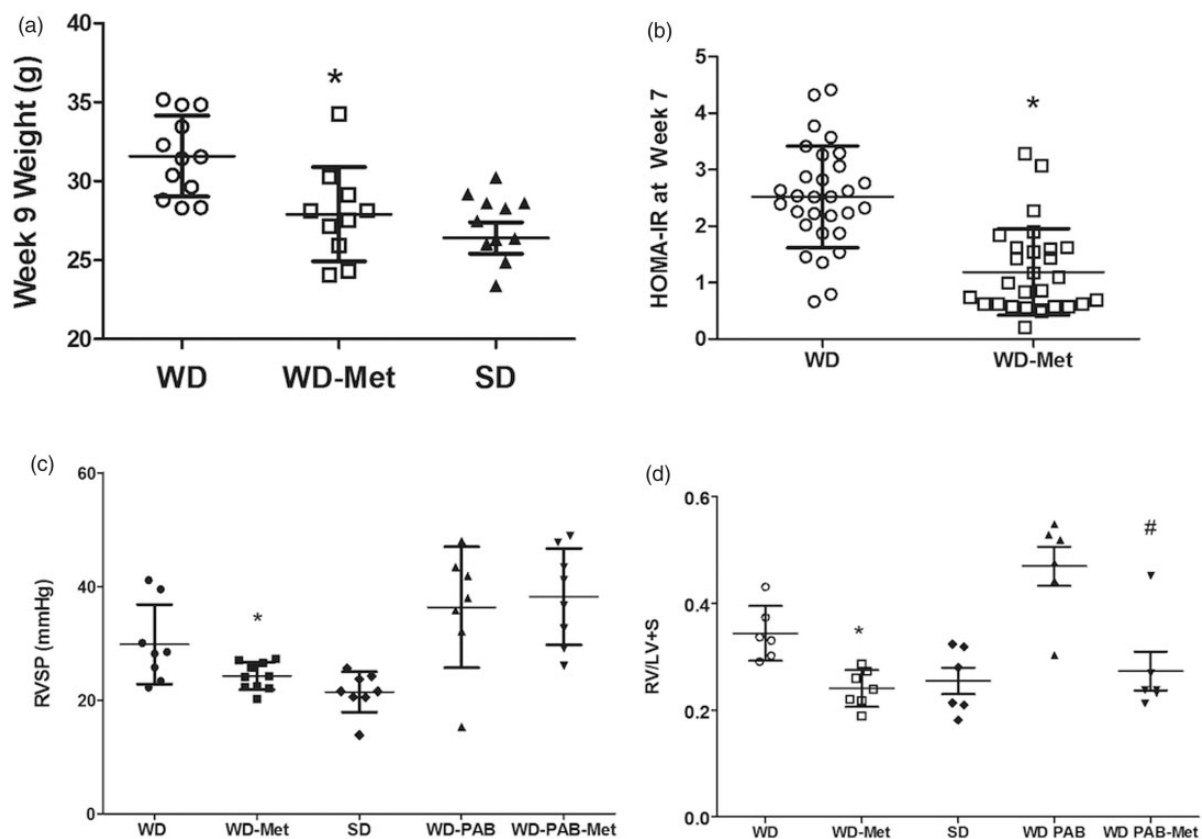 (a)
Week 9 Weight (g)
40
35
30
25
20
*
WD WD-Met SD
(b)
HOMA-IR at Week 7
5
4
3
2
1
0
*
WD WD-Met
(c)
RVSP (mmHg)
60
40
20
0
*
WD WD-Met SD WD-PAB WD-PAB-Met
(d)
RV/LV+S
0.6
0.4
0.2
0.0
*
#
WD WD-Met SD WD PAB WD PAB-Met